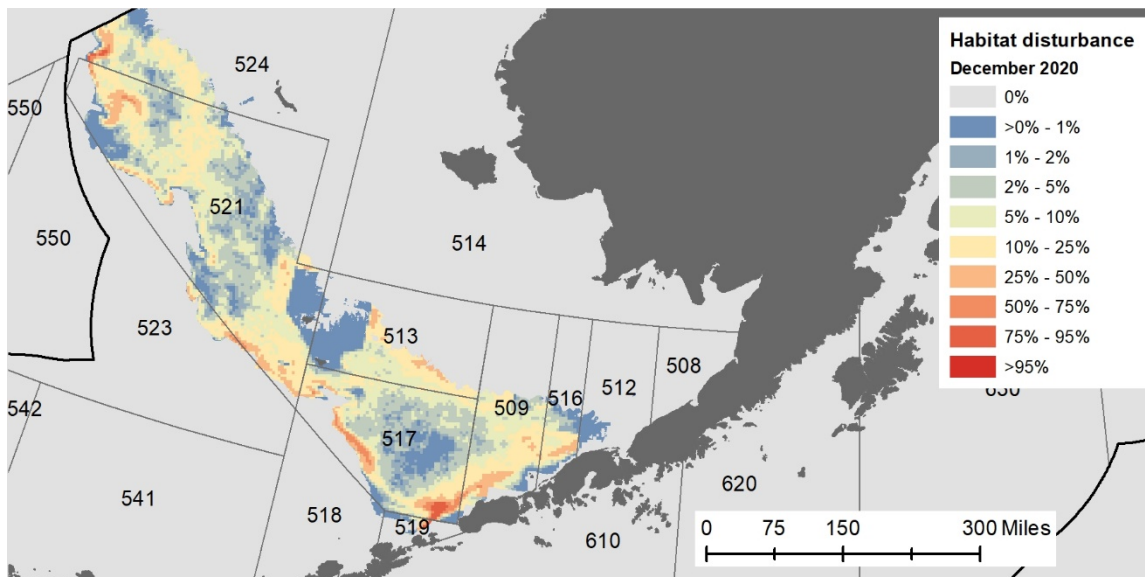 Habitat disturbance
December 2020
0%
>0% - 1%
1% - 2%
2% - 5%
5% - 10%
10% - 25%
25% - 50%
50% - 75%
75% - 95%
>95%
524
550
521
514
550
523
513
508
512
516
509
542
517
541
518
519
610
620
630
0 75 150 300 Miles